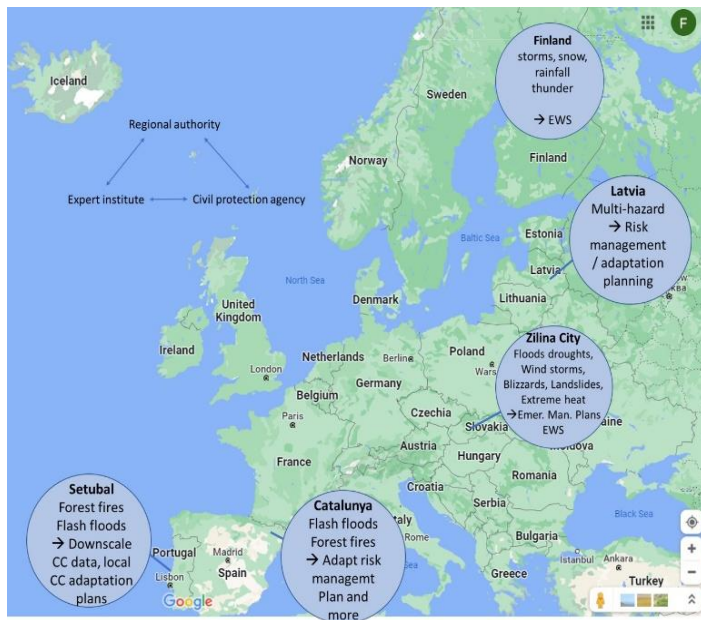 F
Finland
storms, snow,
rainfall
thunder
→ EWS
Iceland
Sweden
Regional authority
Norway
Finland
Expert institute
Civil protection agency
Latvia
Multi-hazard
→ Risk
management
/ adaptation
planning
Estonia
Baltic Sea
Latvia
North Sea
Denmark
Lithuania
United
Kingdom
Ireland
Zilina City
Floods droughts,
Wind storms,
Blizzards, Landslides,
Extreme heat
→Emer. Man. Plans
EWS
Netherlands
Berlin
Poland
London
Germany
Belgium
Czechia
Paris
Slovakia
Austria
France
Hungary
Romania
Croatia
Setubal
Forest fires
Flash floods
→ Downscale
CC data, local
CC adaptation
plans
Catalunya
Flash floods
Forest fires
→ Adapt risk
managemt
Plan and
more
Serbia
Black Sea
Rome
Bulgaria
Portugal
Madrid
Spain
Istanbul
Ankara
Lisbon
Greece
Turkey
Google